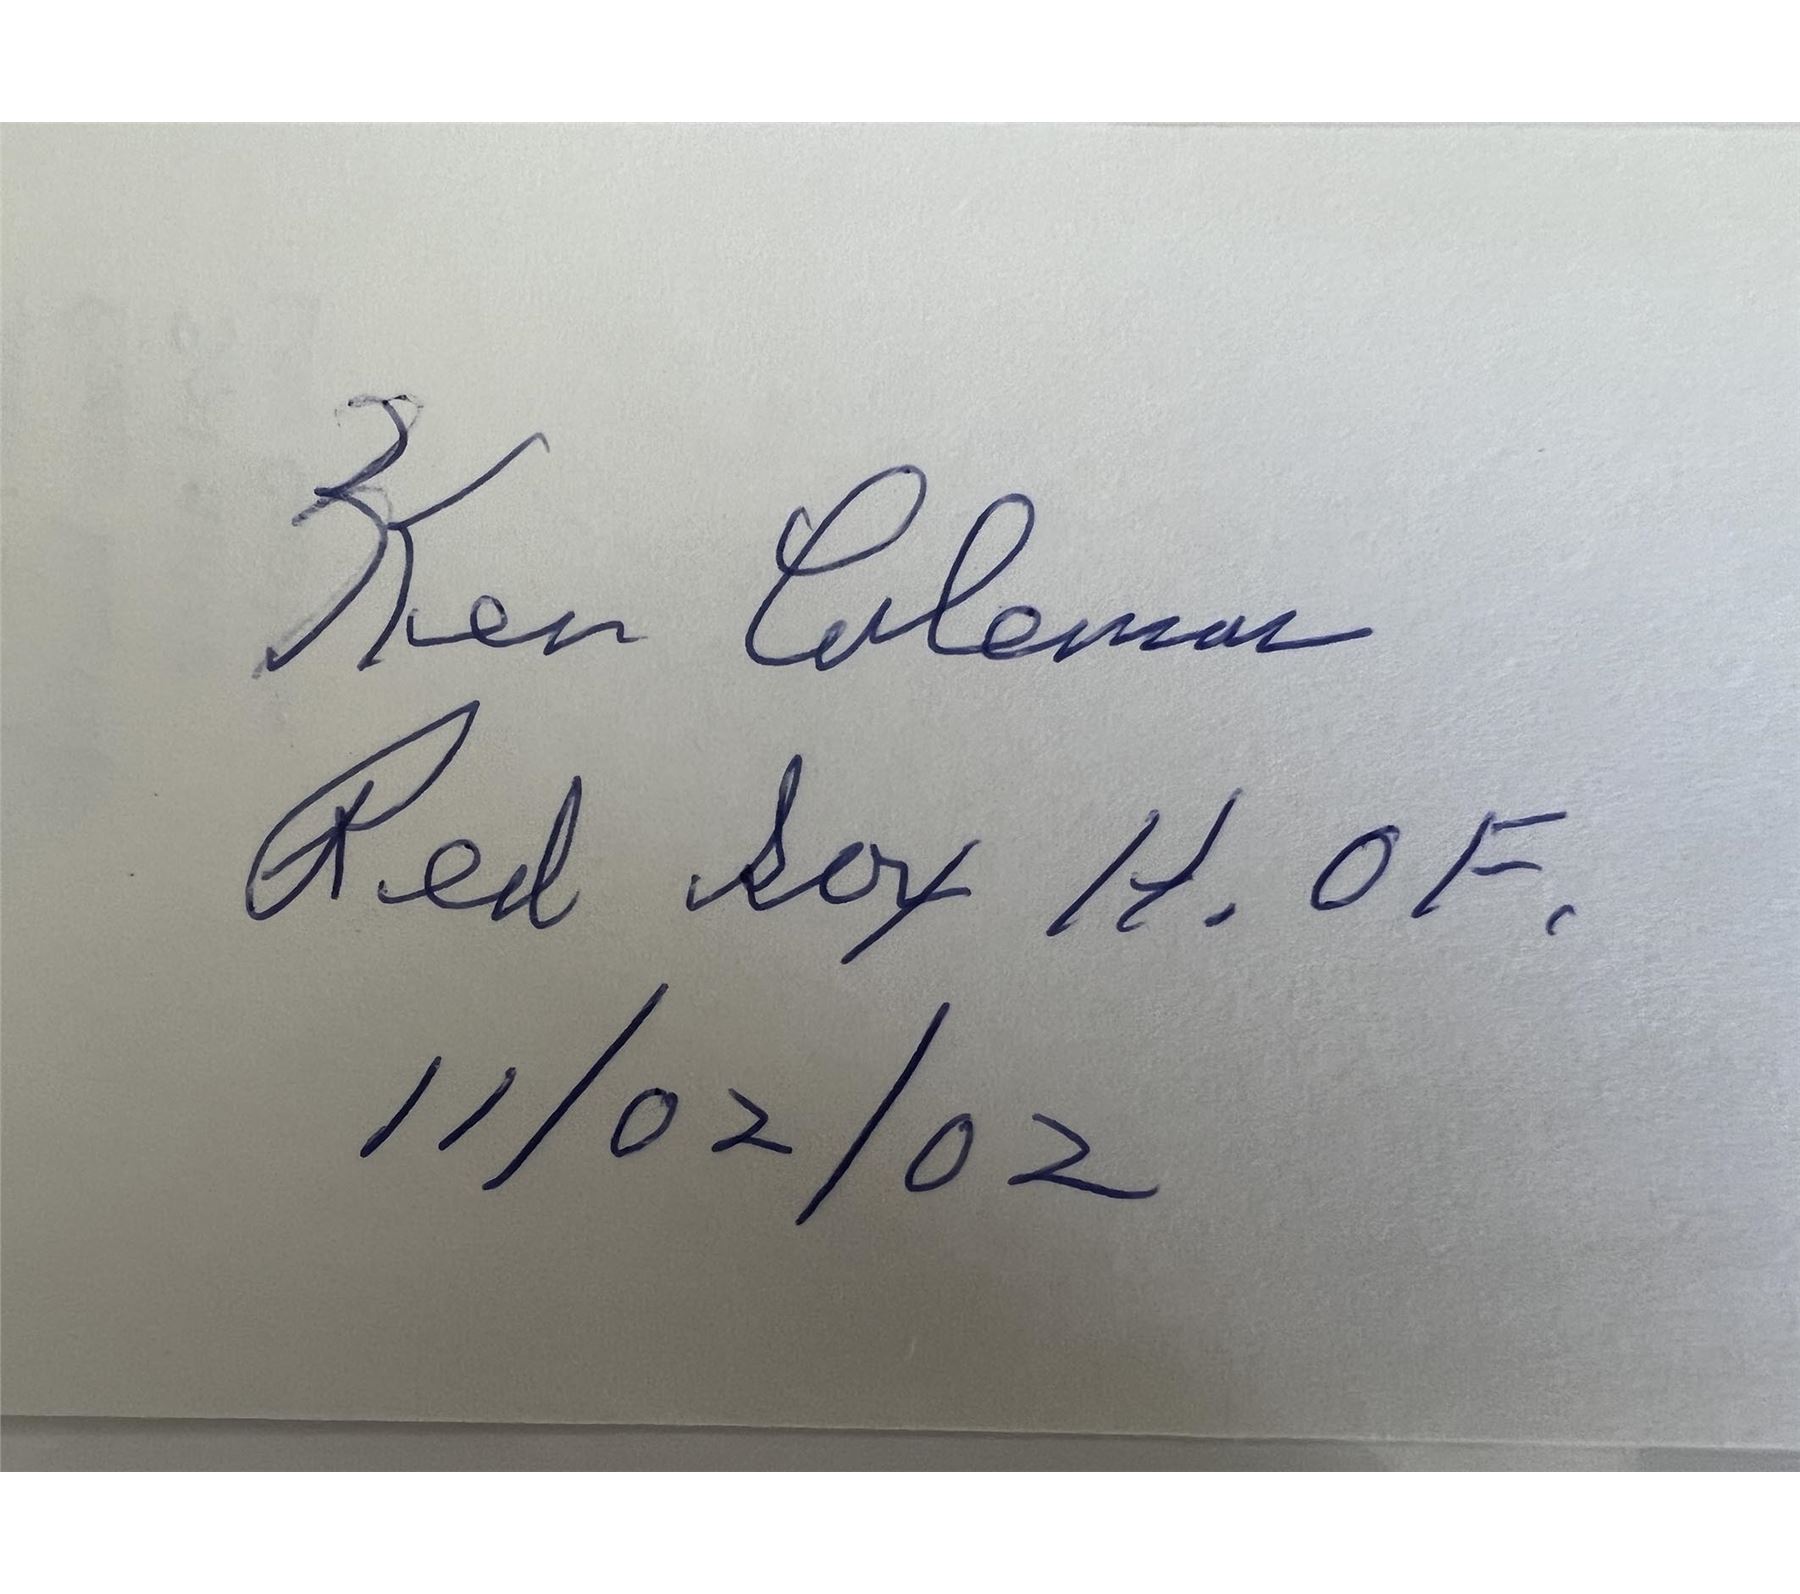 Ken Coleman
Red Sox H. OF.
11/02/02